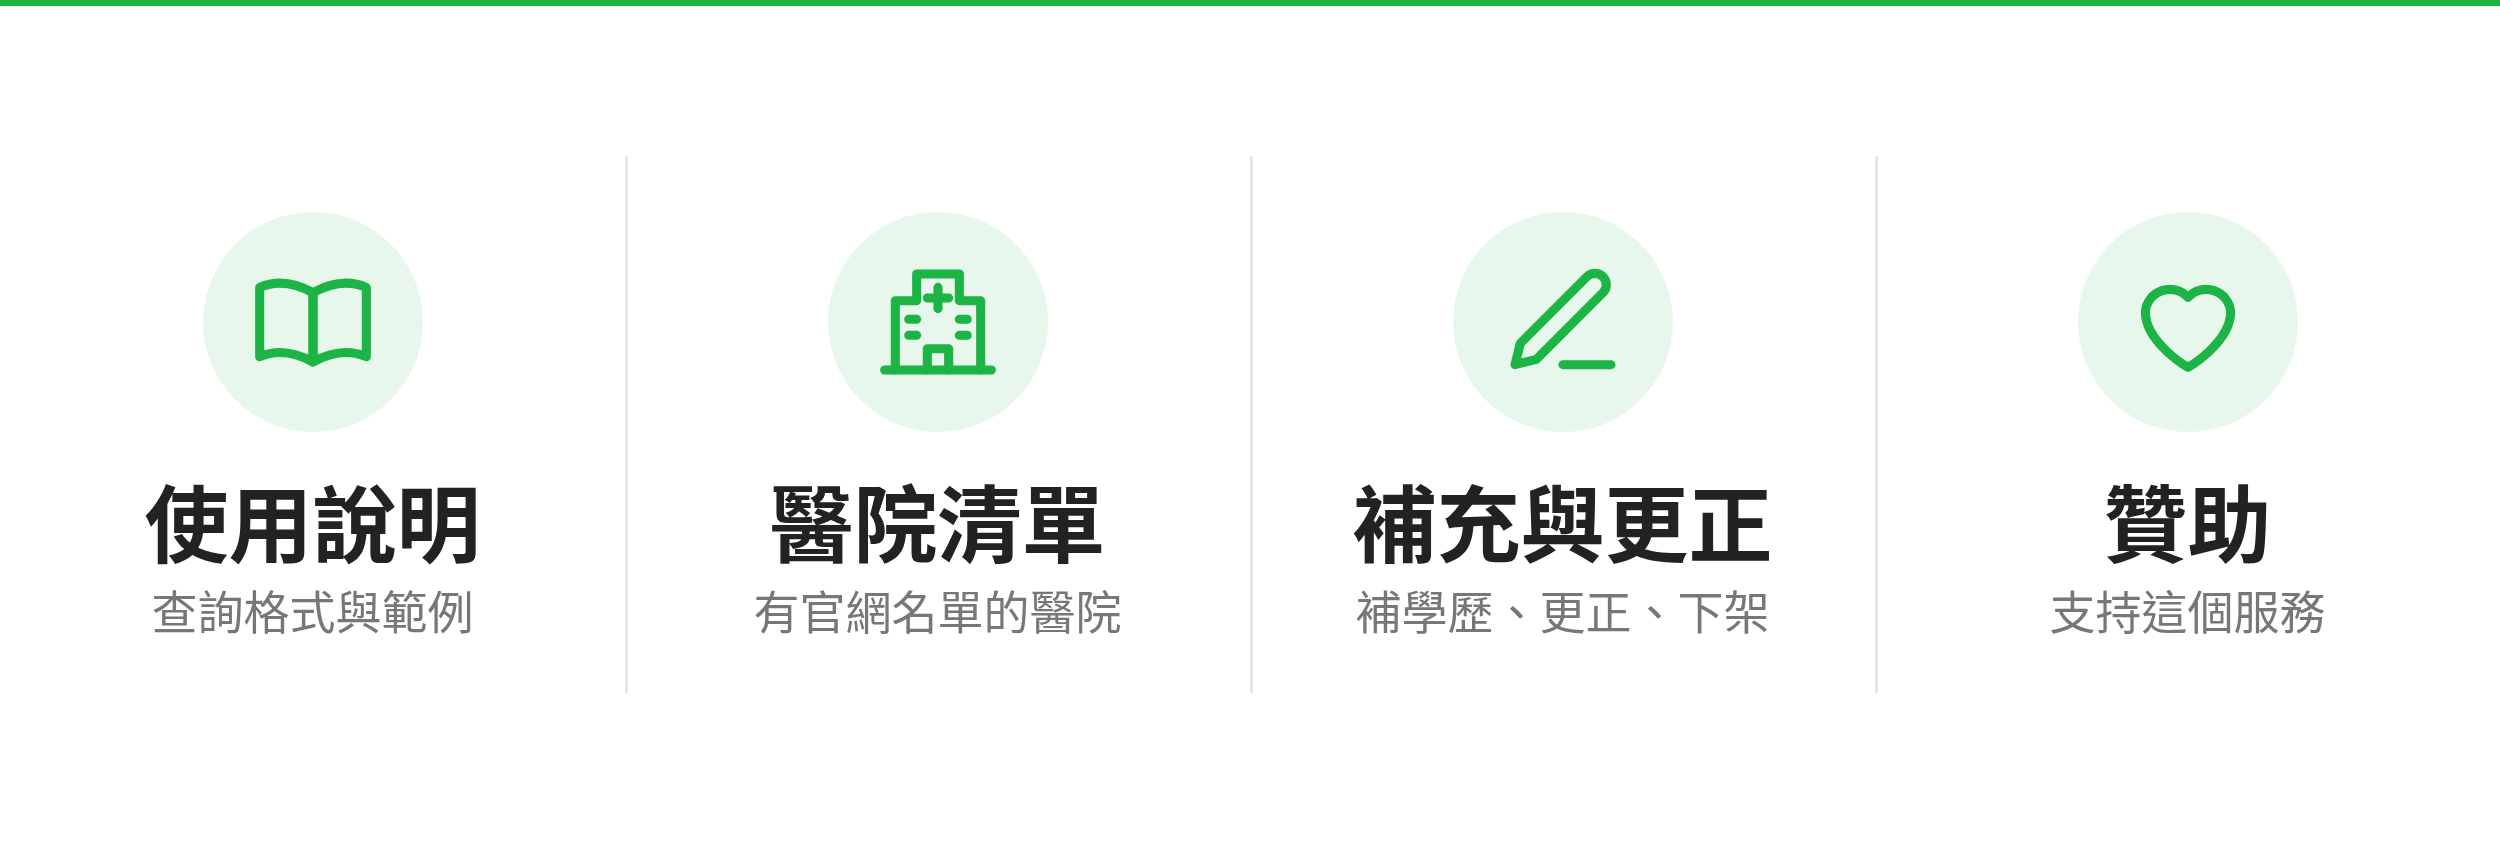 使用說明
查詢格式與範例
醫院清單
有自繳名單的醫院
補充與更正
補學歷、更正、下架
贊助
支持這個服務